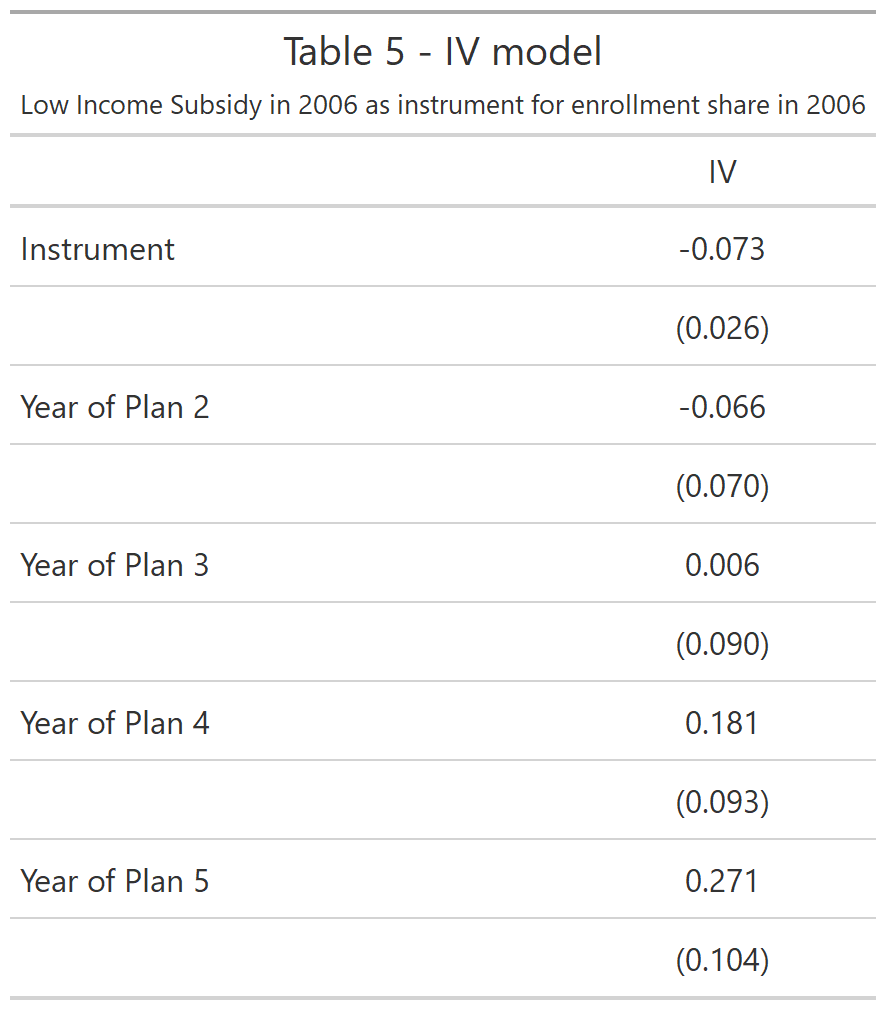 Table 5 - IV model
Low Income Subsidy in 2006 as instrument for enrollment share in 2006
IV
Instrument -0.073
(0.026)
Year of Plan 2 -0.066
(0.070)
Year of Plan 3 0.006
(0.090)
Year of Plan 4 0.181
(0.093)
Year of Plan 5 0.271
(0.104)